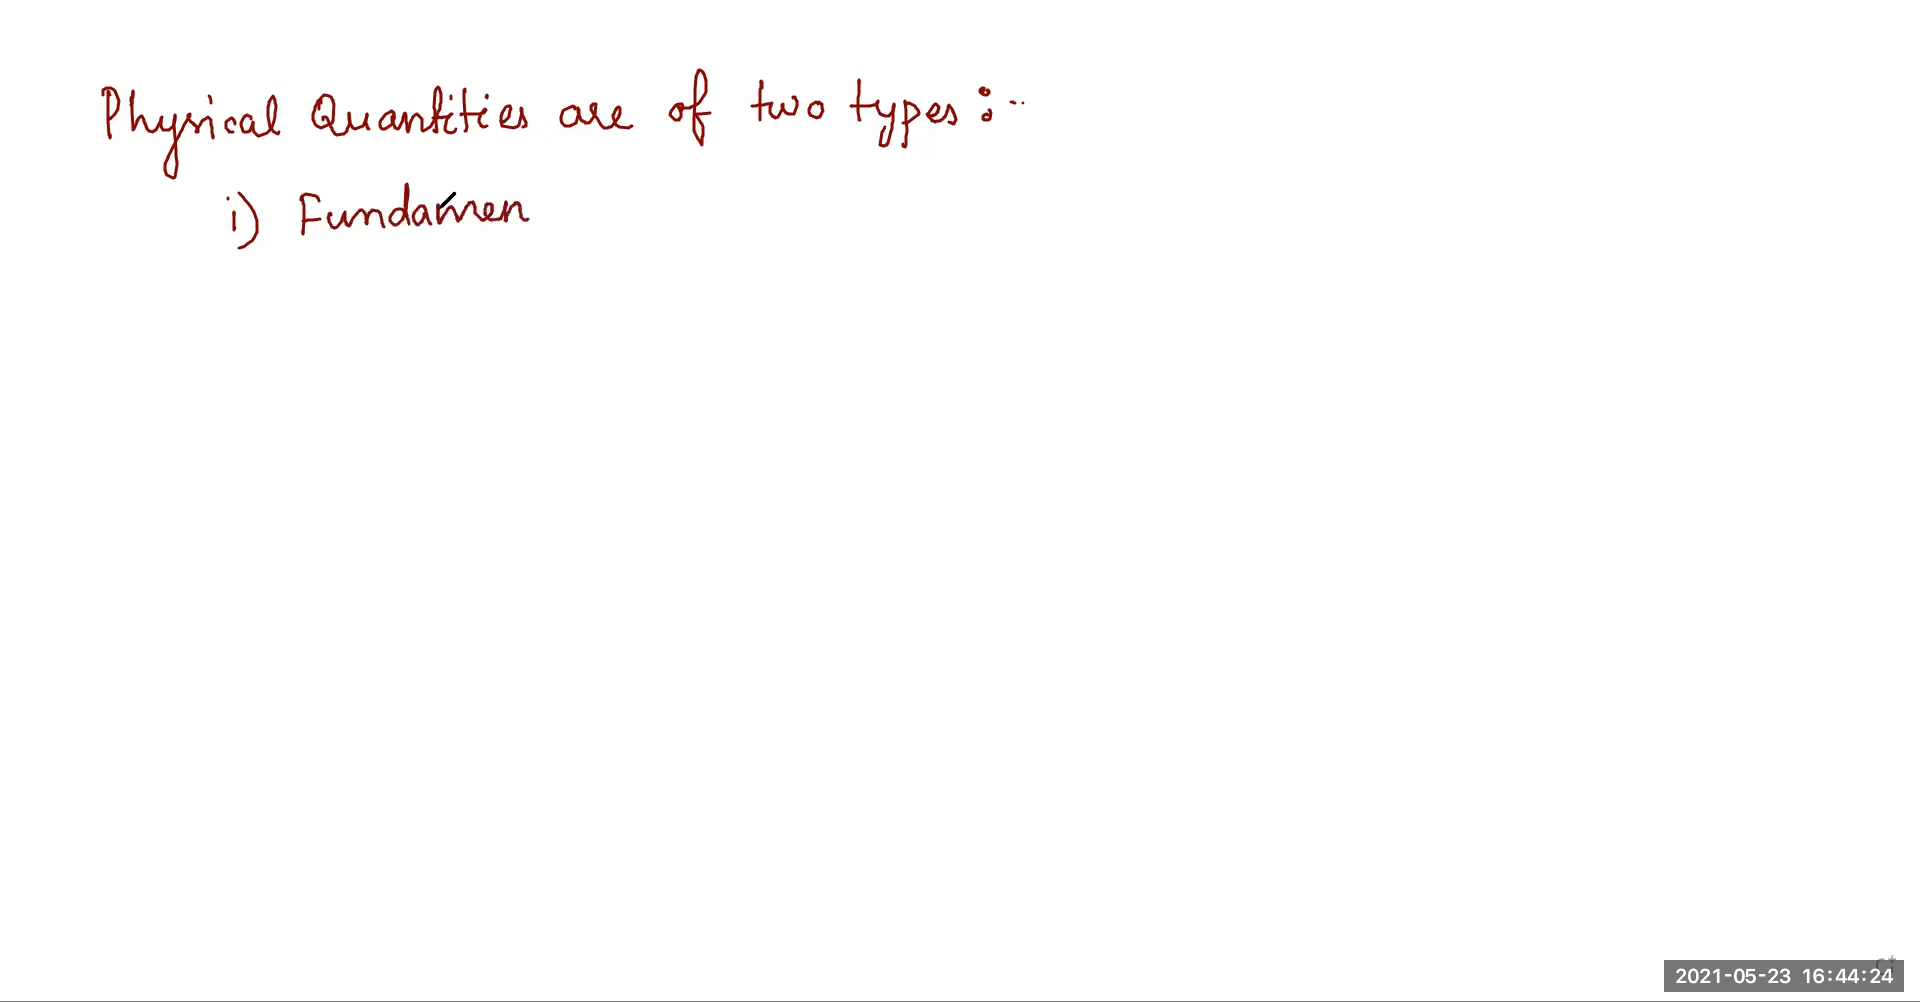 Physical Quantities are of two types :-
i) Fundamen
2021-05-23 16:44:24